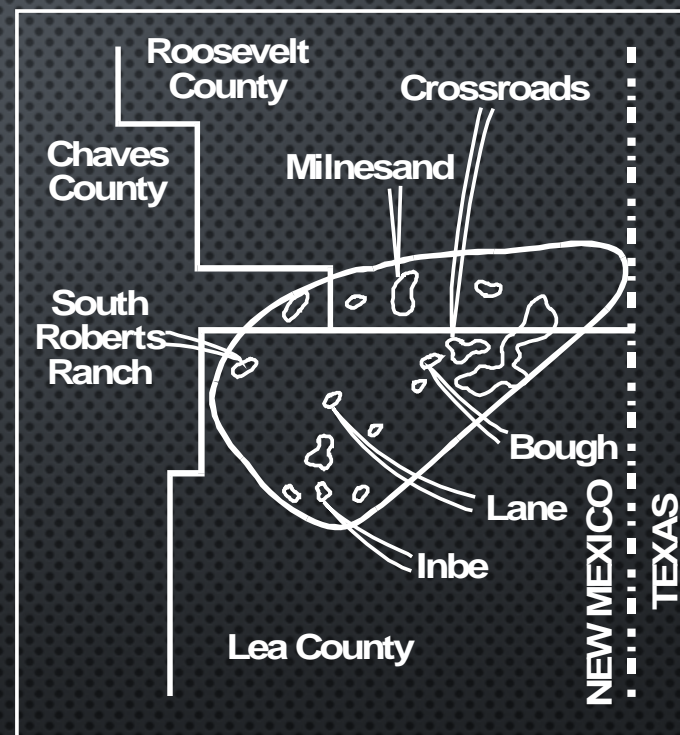 Roosevelt
County
Crossroads
Chaves
County
Milnesand
South
Roberts
Ranch
Bough
Lane
Inbe
Lea County
NEW MEXICO
TEXAS